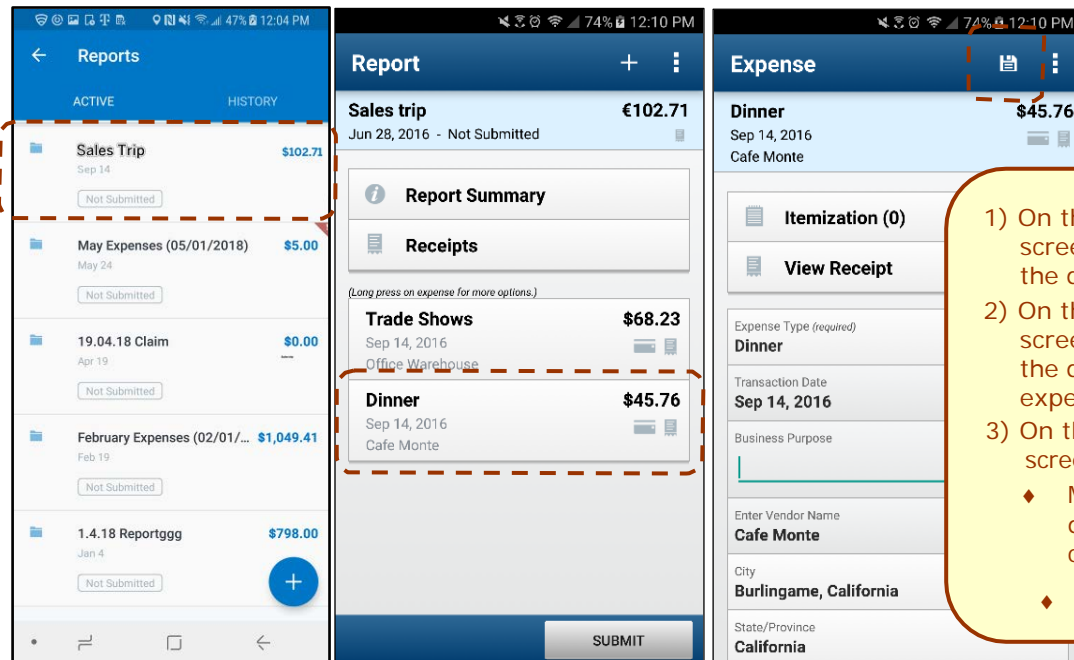 47% 12:04 PM
Reports
ACTIVE HISTORY
Sales Trip $102.71
Sep 14
Not Submitted
May Expenses (05/01/2018) $5.00
May 24
Not Submitted
19.04.18 Claim $0.00
Apr 19
Not Submitted
February Expenses (02/01/... $1,049.41
Feb 19
Not Submitted
1.4.18 Reportggg $798.00
Jan 4
Not Submitted
+
74% 12:10 PM
Report +
Sales trip €102.71
Jun 28, 2016 - Not Submitted
Report Summary
Receipts
(Long press on expense for more options.)
Trade Shows $68.23
Sep 14, 2016
Office Warehouse
Dinner $45.76
Sep 14, 2016
Cafe Monte
SUBMIT
74% 12:10 PM
Expense
Dinner $45.76
Sep 14, 2016
Cafe Monte
Itemization (0)
View Receipt
Expense Type (required)
Dinner
Transaction Date
Sep 14, 2016
Business Purpose
Enter Vendor Name
Cafe Monte
City
Burlingame, California
State/Province
California
1) On
the
2) On
the
3) On